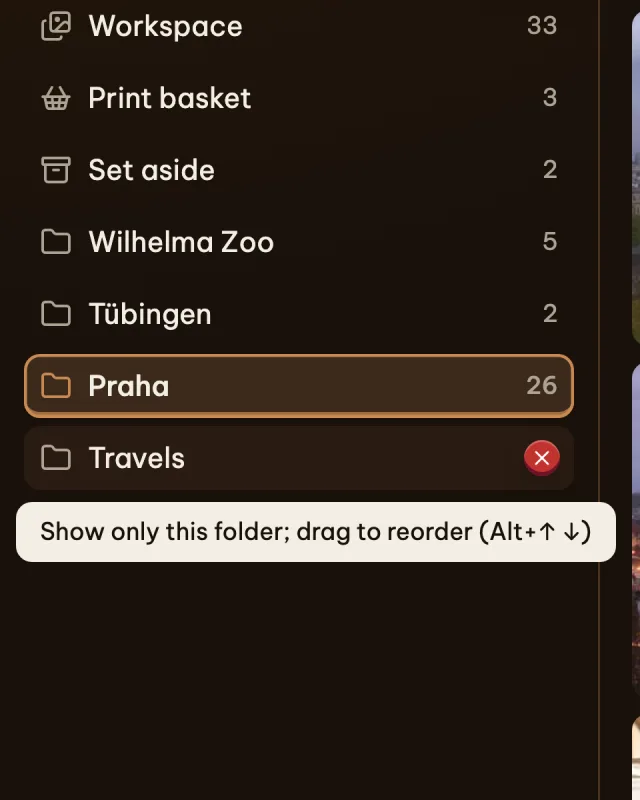 Workspace 33
Print basket 3
Set aside 2
Wilhelma Zoo 5
Tübingen 2
Praha 26
Travels
Show only this folder; drag to reorder (Alt+↑ ↓)